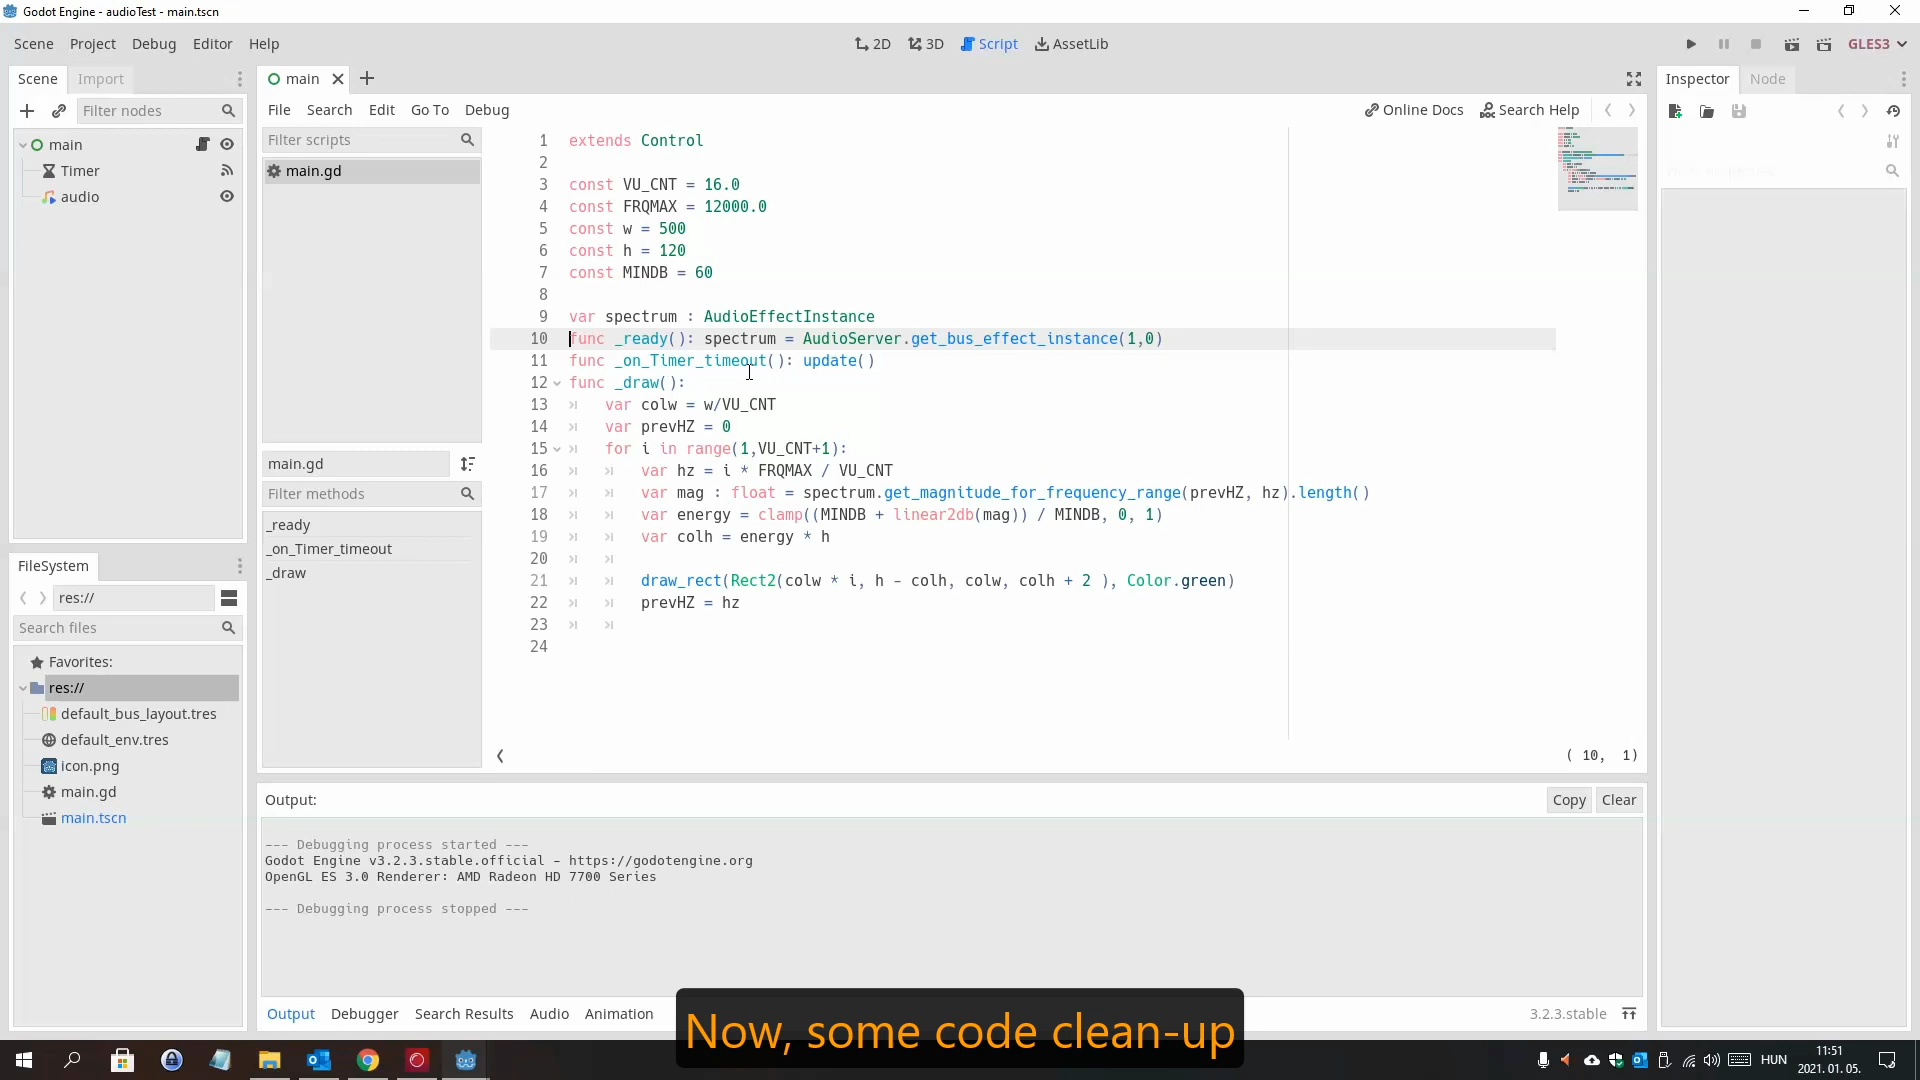 Godot Engine - audioTest - main.tscn
Scene Project Debug Editor Help
2D 3D Script AssetLib
GLES3
Scene Import
Filter nodes
main
Timer
audio
main
File Search Edit Go To Debug
Online Docs Search Help
Filter scripts
main.gd
main.gd
Filter methods
_ready
_on_Timer_timeout
_draw
1 extends Control
2
3 const VU_CNT = 16.0
4 const FRQMAX = 12000.0
5 const w = 500
6 const h = 120
7 const MINDB = 60
8
9 var spectrum : AudioEffectInstance
10 func _ready(): spectrum = AudioServer.get_bus_effect_instance(1,0)
11 func _on_Timer_timeout(): update()
12 func _draw():
13 var colw = w/VU_CNT
14 var prevHZ = 0
15 for i in range(1,VU_CNT+1):
16 var hz = i * FRQMAX / VU_CNT
17 var mag : float = spectrum.get_magnitude_for_frequency_range(prevHZ, hz).length()
18 var energy = clamp((MINDB + linear2db(mag)) / MINDB, 0, 1)
19 var colh = energy * h
20
21 draw_rect(Rect2(colw * i, h - colh, colw, colh + 2 ), Color.green)
22 prevHZ = hz
23
24
( 10, 1)
Inspector Node
FileSystem
res://
Search files
Favorites:
res://
default_bus_layout.tres
default_env.tres
icon.png
main.gd
main.tscn
Output:
Copy Clear
--- Debugging process started ---
Godot Engine v3.2.3.stable.official - https://godotengine.org
OpenGL ES 3.0 Renderer: AMD Radeon HD 7700 Series
--- Debugging process stopped ---
Output Debugger Search Results Audio Animation
3.2.3.stable
Now, some code clean-up
HUN
11:51
2021. 01. 05.